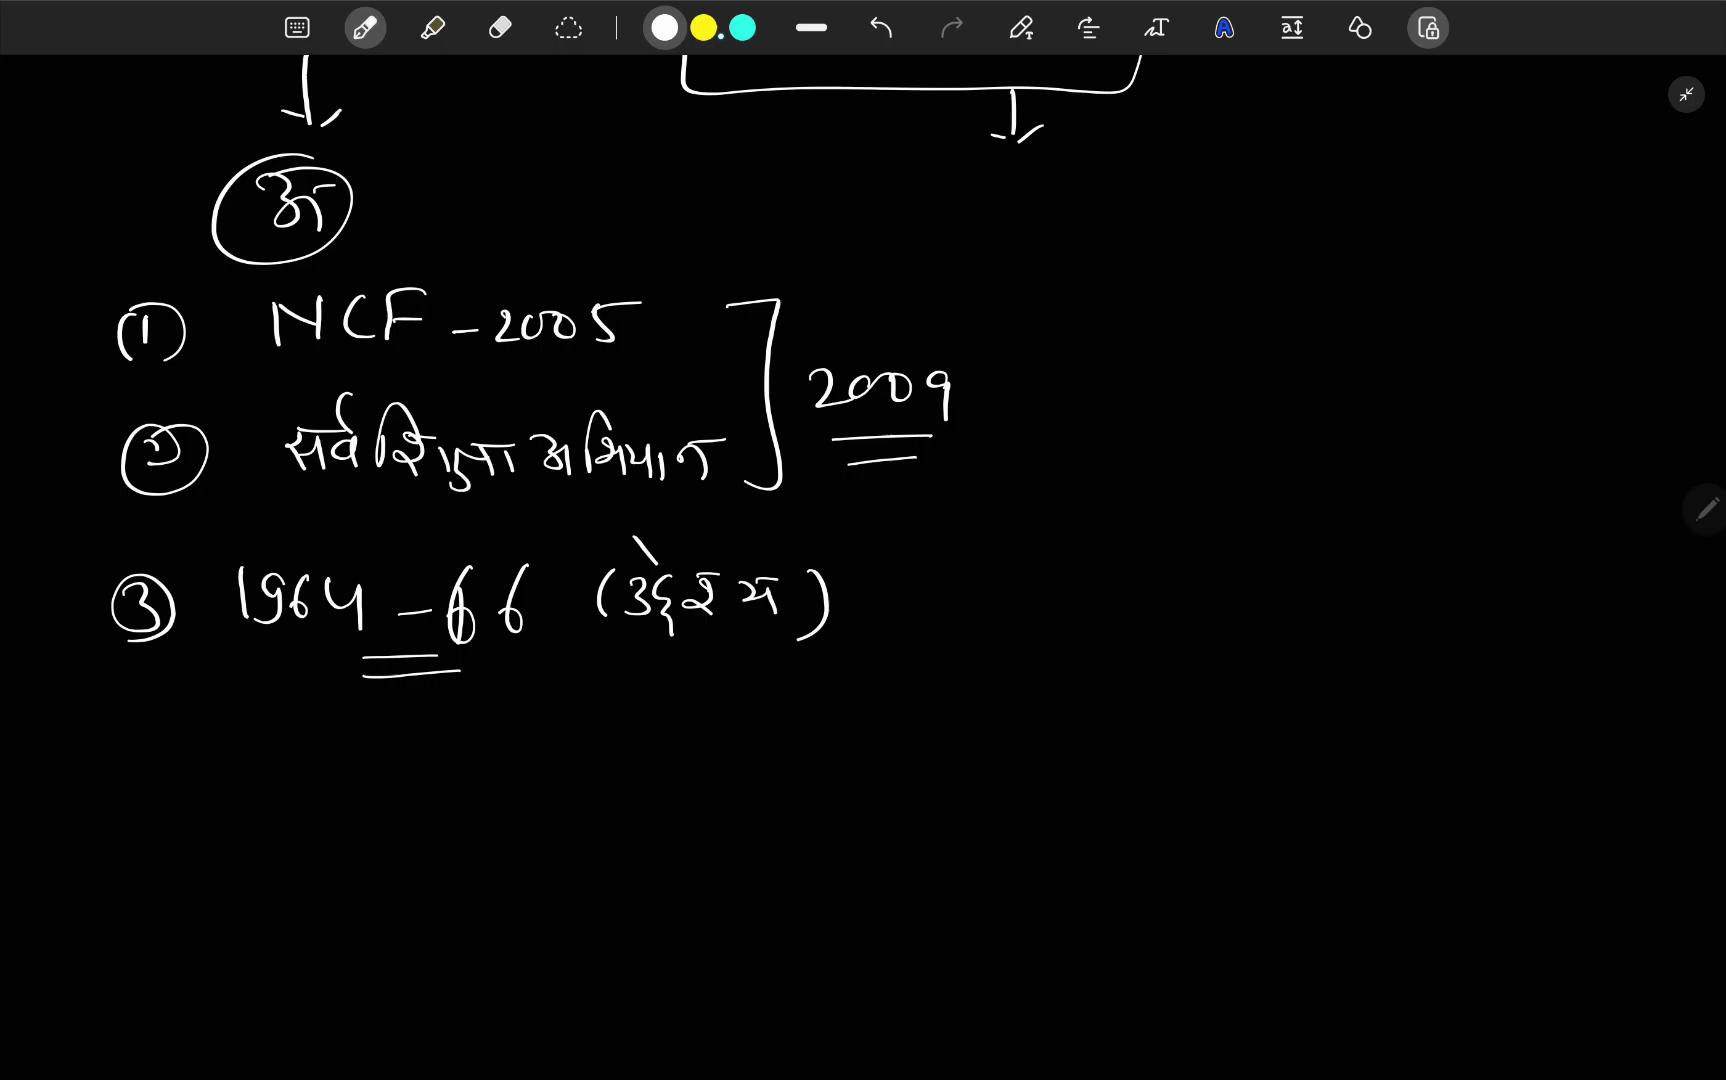 अ
① NCF - 2005
② सर्व शिक्षा अभियान
2009
③ 1964 - 66 (उद्देश्य)